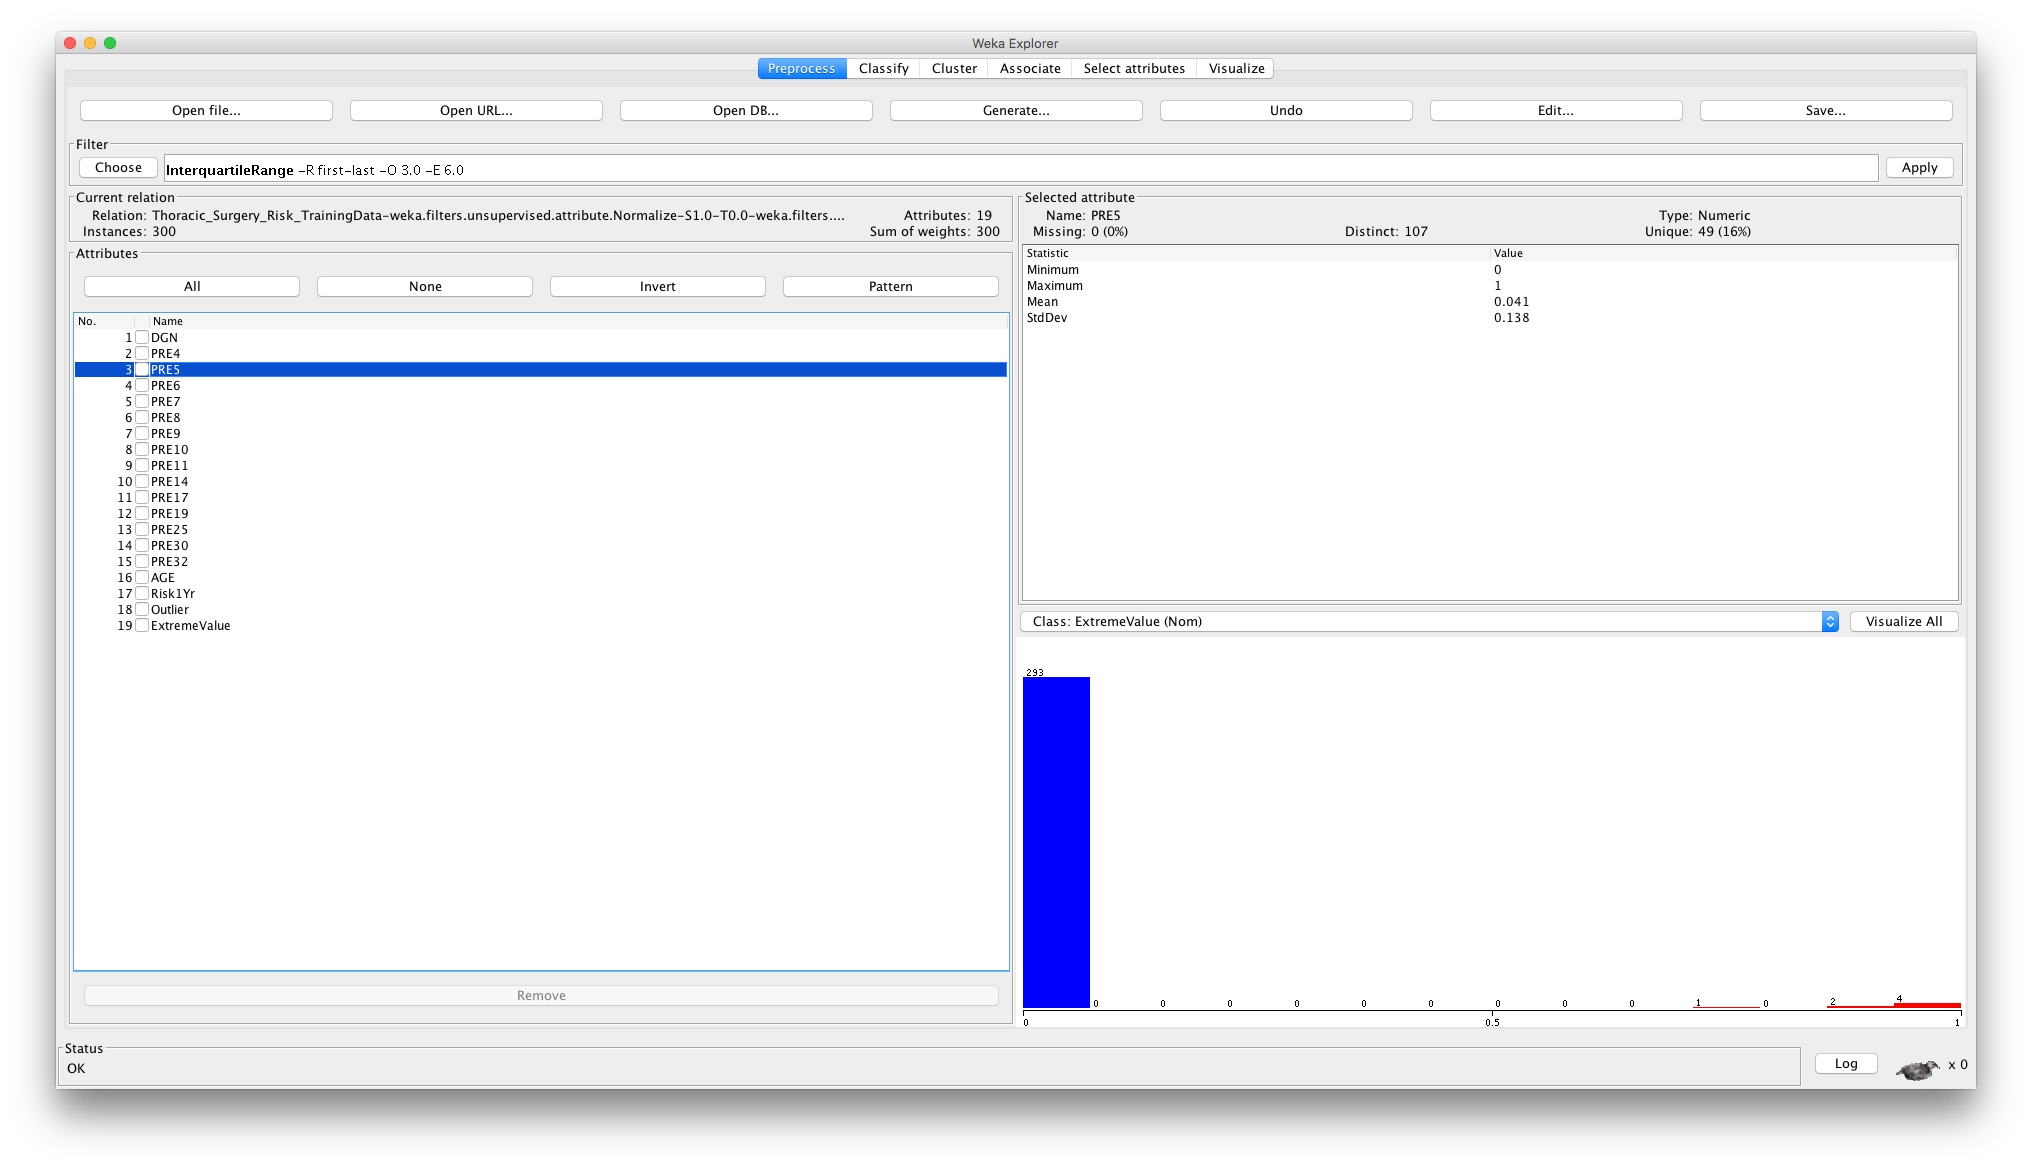 Weka Explorer
Preprocess Classify Cluster Associate Select attributes Visualize
Open file... Open URL... Open DB... Generate... Undo Edit... Save...
Filter
Choose InterquartileRange -R first-last -O 3.0 -E 6.0 Apply
Current relation
Relation: Thoracic_Surgery_Risk_TrainingData-weka.filters.unsupervised.attribute.Normalize-S1.0-T0.0-weka.filters.... Attributes: 19
Instances: 300 Sum of weights: 300
Attributes
All None Invert Pattern
No. Name
1 DGN
2 PRE4
3 PRE5
4 PRE6
5 PRE7
6 PRE8
7 PRE9
8 PRE10
9 PRE11
10 PRE14
11 PRE17
12 PRE19
13 PRE25
14 PRE30
15 PRE32
16 AGE
17 Risk1Yr
18 Outlier
19 ExtremeValue
Remove
Selected attribute
Name: PRE5 Type: Numeric
Missing: 0 (0%) Distinct: 107 Unique: 49 (16%)
Statistic Value
Minimum 0
Maximum 1
Mean 0.041
StdDev 0.138
Class: ExtremeValue (Nom) Visualize All
293
0 0 0 0 0 0 0 0 0 1 0 2 4
0 0.5 1
Status
OK
Log x 0